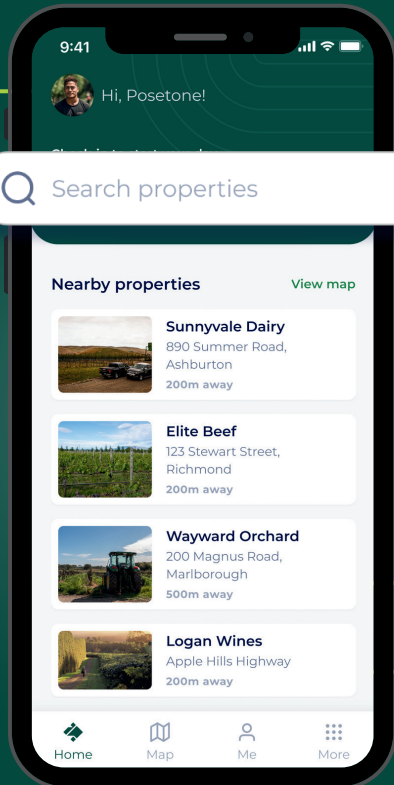 9:41
Hi, Posetone!
Search properties
Nearby properties
View map
Sunnyvale Dairy
890 Summer Road,
Ashburton
200m away
Elite Beef
123 Stewart Street,
Richmond
200m away
Wayward Orchard
200 Magnus Road,
Marlborough
500m away
Logan Wines
Apple Hills Highway
200m away
Home
Map
Me
More